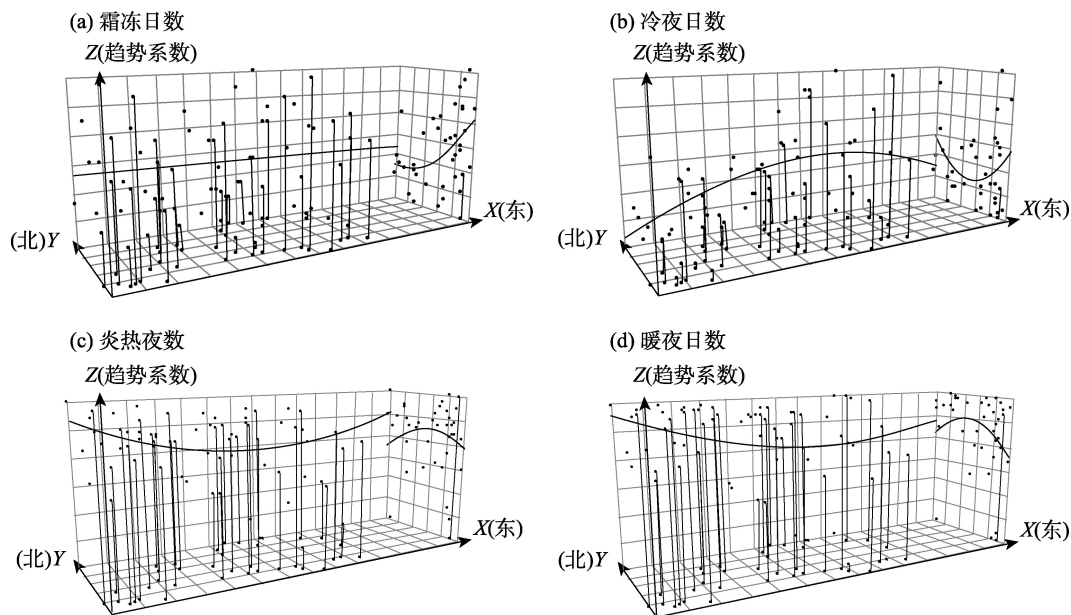 (a) 霜冻日数
Z(趋势系数)
X(东)
(北)Y
(b) 冷夜日数
Z(趋势系数)
X(东)
(北)Y
(c) 炎热夜数
Z(趋势系数)
X(东)
(北)Y
(d) 暖夜日数
Z(趋势系数)
X(东)
(北)Y